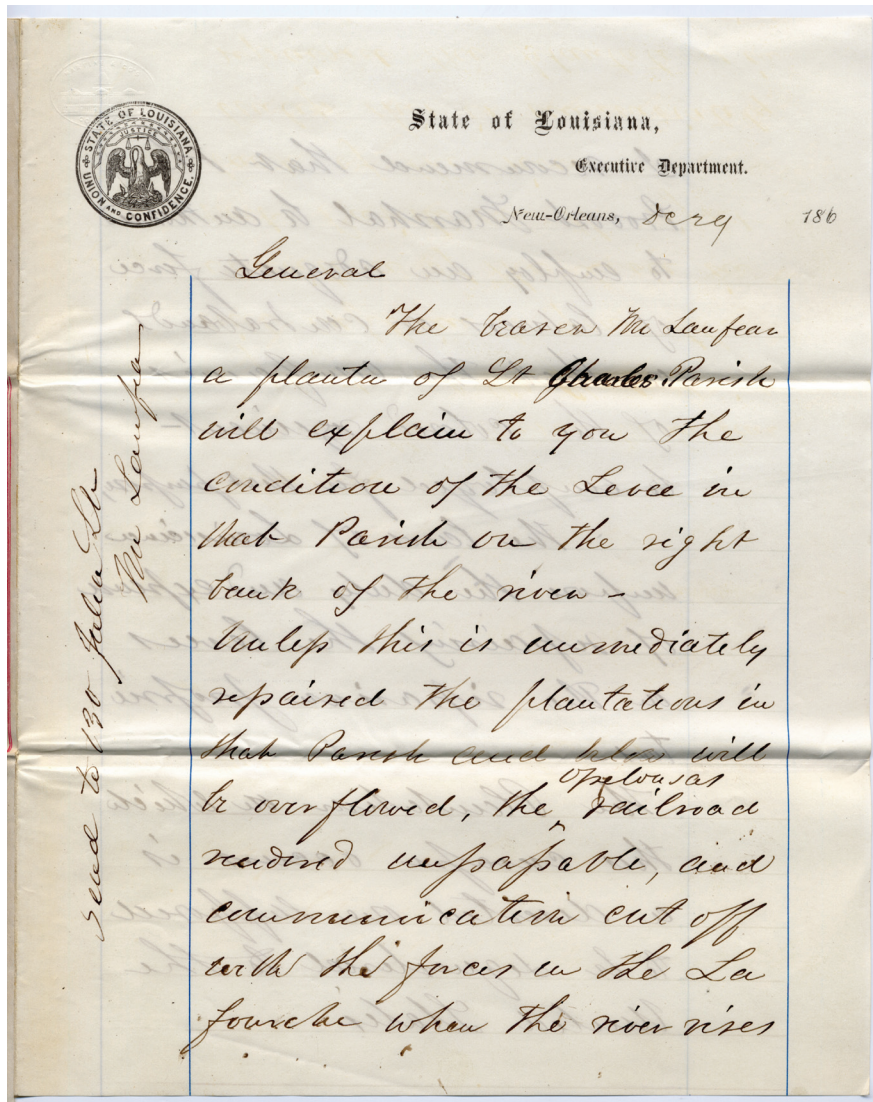 STATE OF LOUISIANA.
JUSTICE
UNION AND CONFIDENCE.
State of Louisiana,
Executive Department.
New-Orleans, Dec 29 186
General
The bearer Mr Lanfear
a planter of St Charles Parish
will explain to you the
condition of the Levee in
that Parish on the right
bank of the river –
Unless this is immediately
repaired the plantations in
that Parish and below will
be overflowed, the Opelousas railroad
rendered unpassable, and
communication cut off
with the forces in the La
fourche when the river rises
Send to 130 Julia St
Mr Lanfear